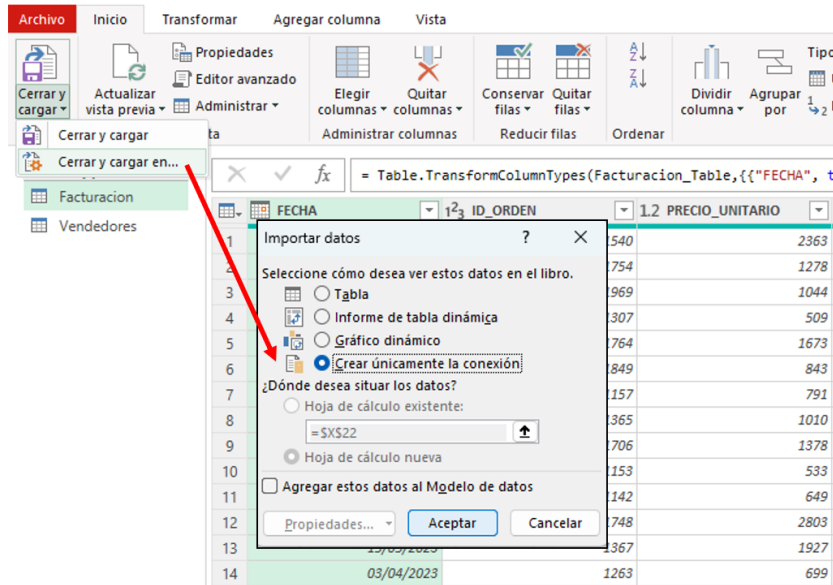 Archivo Inicio Transformar Agregar columna Vista
Cerrar y cargar
Actualizar vista previa
Propiedades
Editor avanzado
Administrar
Elegir columnas
Quitar columnas
Administrar columnas
Conservar filas
Quitar filas
Reducir filas
Ordenar
Dividir columna
Agrupar por
Cerrar y cargar
Cerrar y cargar en...
Facturacion
Vendedores
fx = Table.TransformColumnTypes(Facturacion_Table,{{"FECHA", t
FECHA 1²3 ID_ORDEN 1.2 PRECIO_UNITARIO
Importar datos ? ×
Seleccione cómo desea ver estos datos en el libro.
Tabla
Informe de tabla dinámica
Gráfico dinámico
Crear únicamente la conexión
¿Dónde desea situar los datos?
Hoja de cálculo existente:
=$X$22
Hoja de cálculo nueva
Agregar estos datos al Modelo de datos
Propiedades... Aceptar Cancelar
1 1540 2363
2 1754 1278
3 1969 1044
4 1307 509
5 1764 1673
6 1849 843
7 1157 791
8 1365 1010
9 1706 1378
10 1153 533
11 1142 649
12 1748 2803
13 1367 1927
14 03/04/2023 1263 699